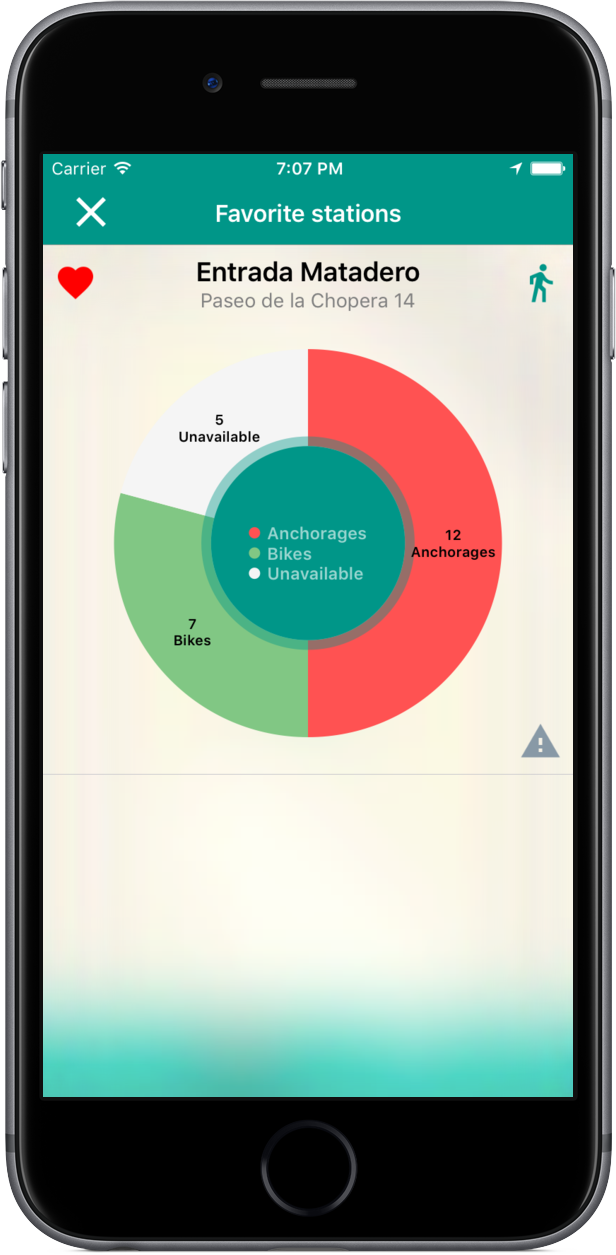 Carrier 7:07 PM
Favorite stations
Entrada Matadero
Paseo de la Chopera 14
5
Unavailable
12
Anchorages
Anchorages
Bikes
Unavailable
7
Bikes